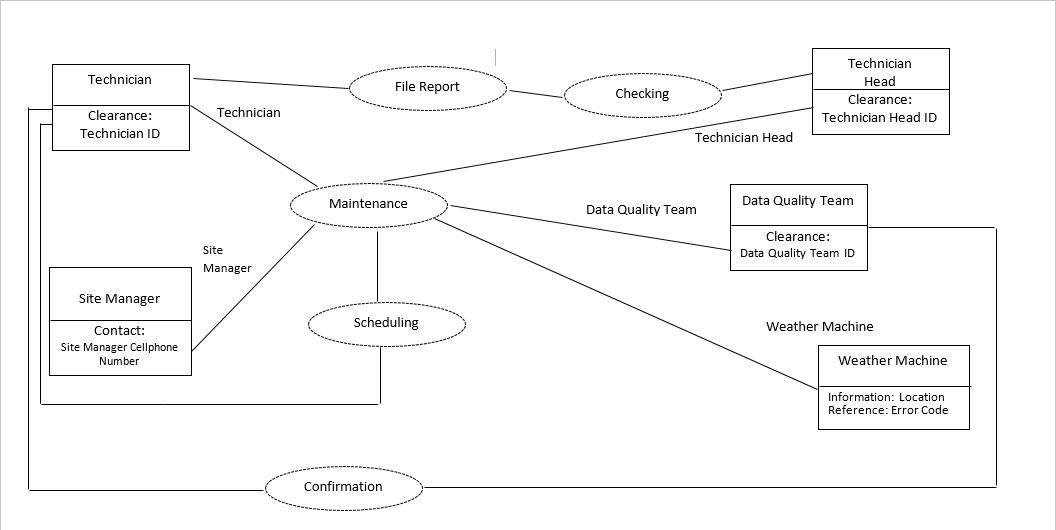 Technician
Clearance:
Technician ID
Technician
File Report
Checking
Technician
Head
Clearance:
Technician Head ID
Technician Head
Maintenance
Data Quality Team
Data Quality Team
Clearance:
Data Quality Team ID
Site
Manager
Site Manager
Contact:
Site Manager Cellphone
Number
Scheduling
Weather Machine
Weather Machine
Information: Location
Reference: Error Code
Confirmation